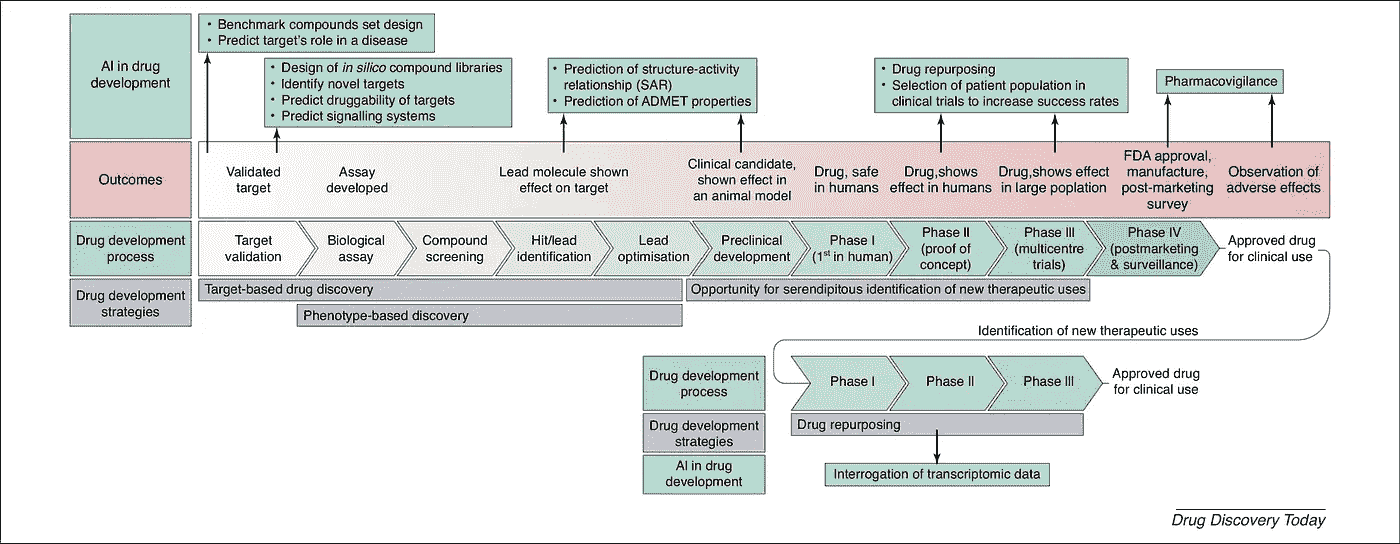 • Benchmark compounds set design
• Predict target's role in a disease
AI in drug
development
• Design of in silico compound libraries
• Identify novel targets
• Predict druggability of targets
• Predict signalling systems
• Prediction of structure-activity
relationship (SAR)
• Prediction of ADMET properties
• Drug repurposing
• Selection of patient population in
clinical trials to increase success rates
Pharmacovigilance
Outcomes
Validated
target
Assay
developed
Lead molecule shown
effect on target
Clinical candidate,
shown effect in
an animal model
Drug, safe
in humans
Drug,shows
effect in humans
Drug,shows effect
in large poplation
FDA approval,
manufacture,
post-marketing
survey
Observation of
adverse effects
Drug development
process
Target
validation
Biological
assay
Compound
screening
Hit/lead
identification
Lead
optimisation
Preclinical
development
Phase I
(1st in human)
Phase II
(proof of
concept)
Phase III
(multicentre
trials)
Phase IV
(postmarketing
& surveillance)
Approved drug
for clinical use
Drug development
strategies
Target-based drug discovery
Opportunity for serendipitous identification of new therapeutic uses
Phenotype-based discovery
Identification of new therapeutic uses
Drug development
process
Phase I
Phase II
Phase III
Approved drug
for clinical use
Drug development
strategies
Drug repurposing
AI in drug
development
Interrogation of transcriptomic data
Drug Discovery Today